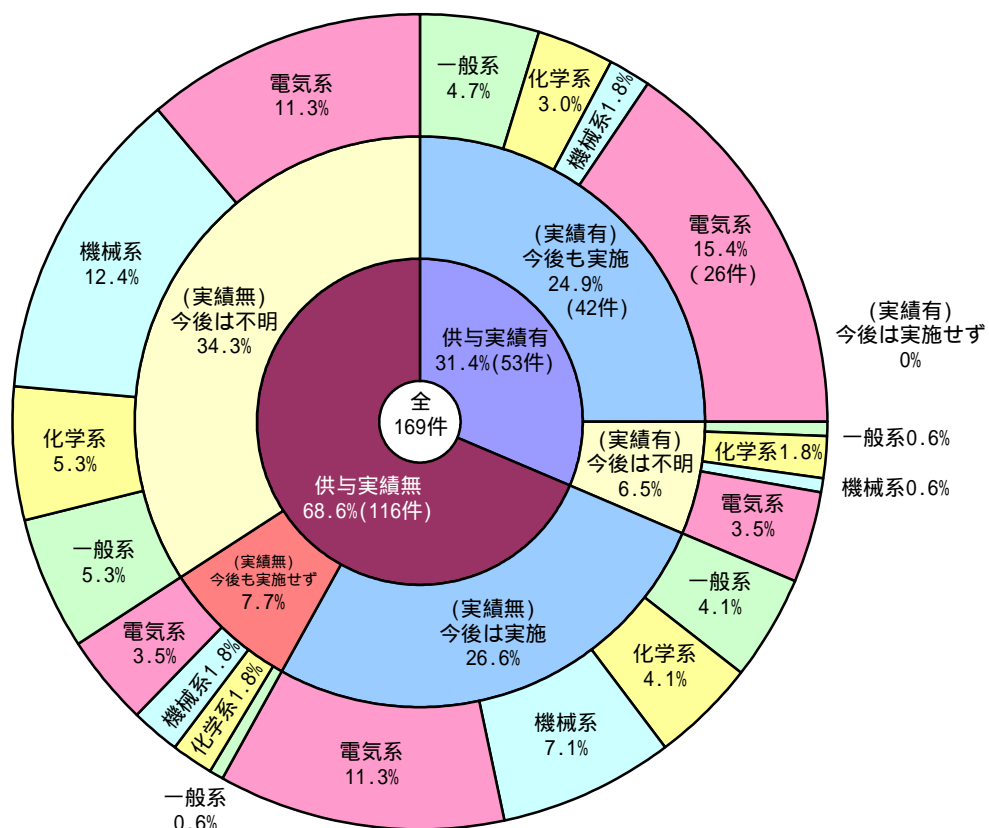 全
169件
供与実績有
31.4%(53件)
供与実績無
68.6%(116件)
(実績有)
今後も実施
24.9%
(42件)
(実績有)
今後は実施せず
0%
(実績有)
今後は不明
6.5%
(実績無)
今後は実施
26.6%
(実績無)
今後も実施せず
7.7%
(実績無)
今後は不明
34.3%
一般系
4.7%
化学系
3.0%
機械系1.8%
電気系
15.4%
(26件)
一般系0.6%
化学系1.8%
機械系0.6%
電気系
3.5%
一般系
4.1%
化学系
4.1%
機械系
7.1%
電気系
11.3%
一般系
0.6%
化学系1.8%
機械系1.8%
電気系
3.5%
一般系
5.3%
化学系
5.3%
機械系
12.4%
電気系
11.3%